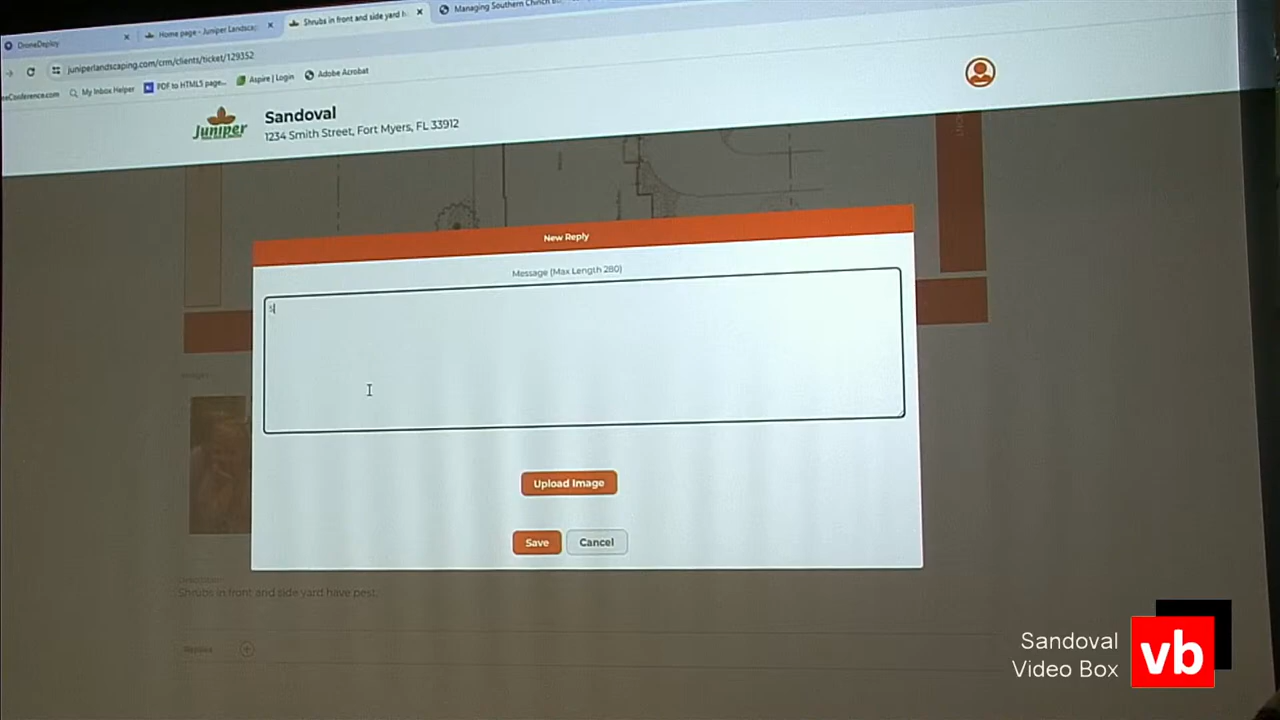 DroneDeploy
Home page - Juniper Landscap
Shrubs in front and side yard h
juniperlandscaping.com/crm/clients/ticket/129352
neConference.com
My Inbox Helper
PDF to HTML5 page...
Aspire | Login
Adobe Acrobat
Juniper
Sandoval
1234 Smith Street, Fort Myers, FL 33912
New Reply
Message (Max Length 280)
Upload Image
Save
Cancel
Description
Shrubs in front and side yard have pest.
Replies
Sandoval
Video Box
vb